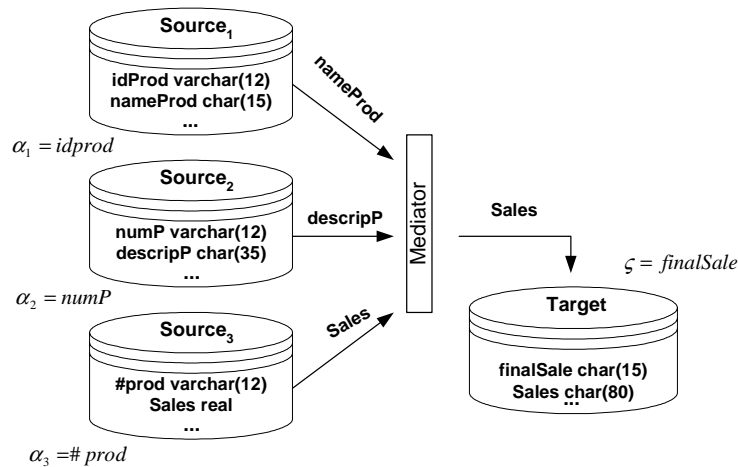 Source₁
idProd varchar(12)
nameProd char(15)
...
α₁ = idprod
nameProd
Source₂
numP varchar(12)
descripP char(35)
...
α₂ = numP
descripP
Source₃
#prod varchar(12)
Sales real
α₃ =# prod
Sales
Mediator
Sales
ς = finalSale
Target
finalSale char(15)
Sales char(80)
...